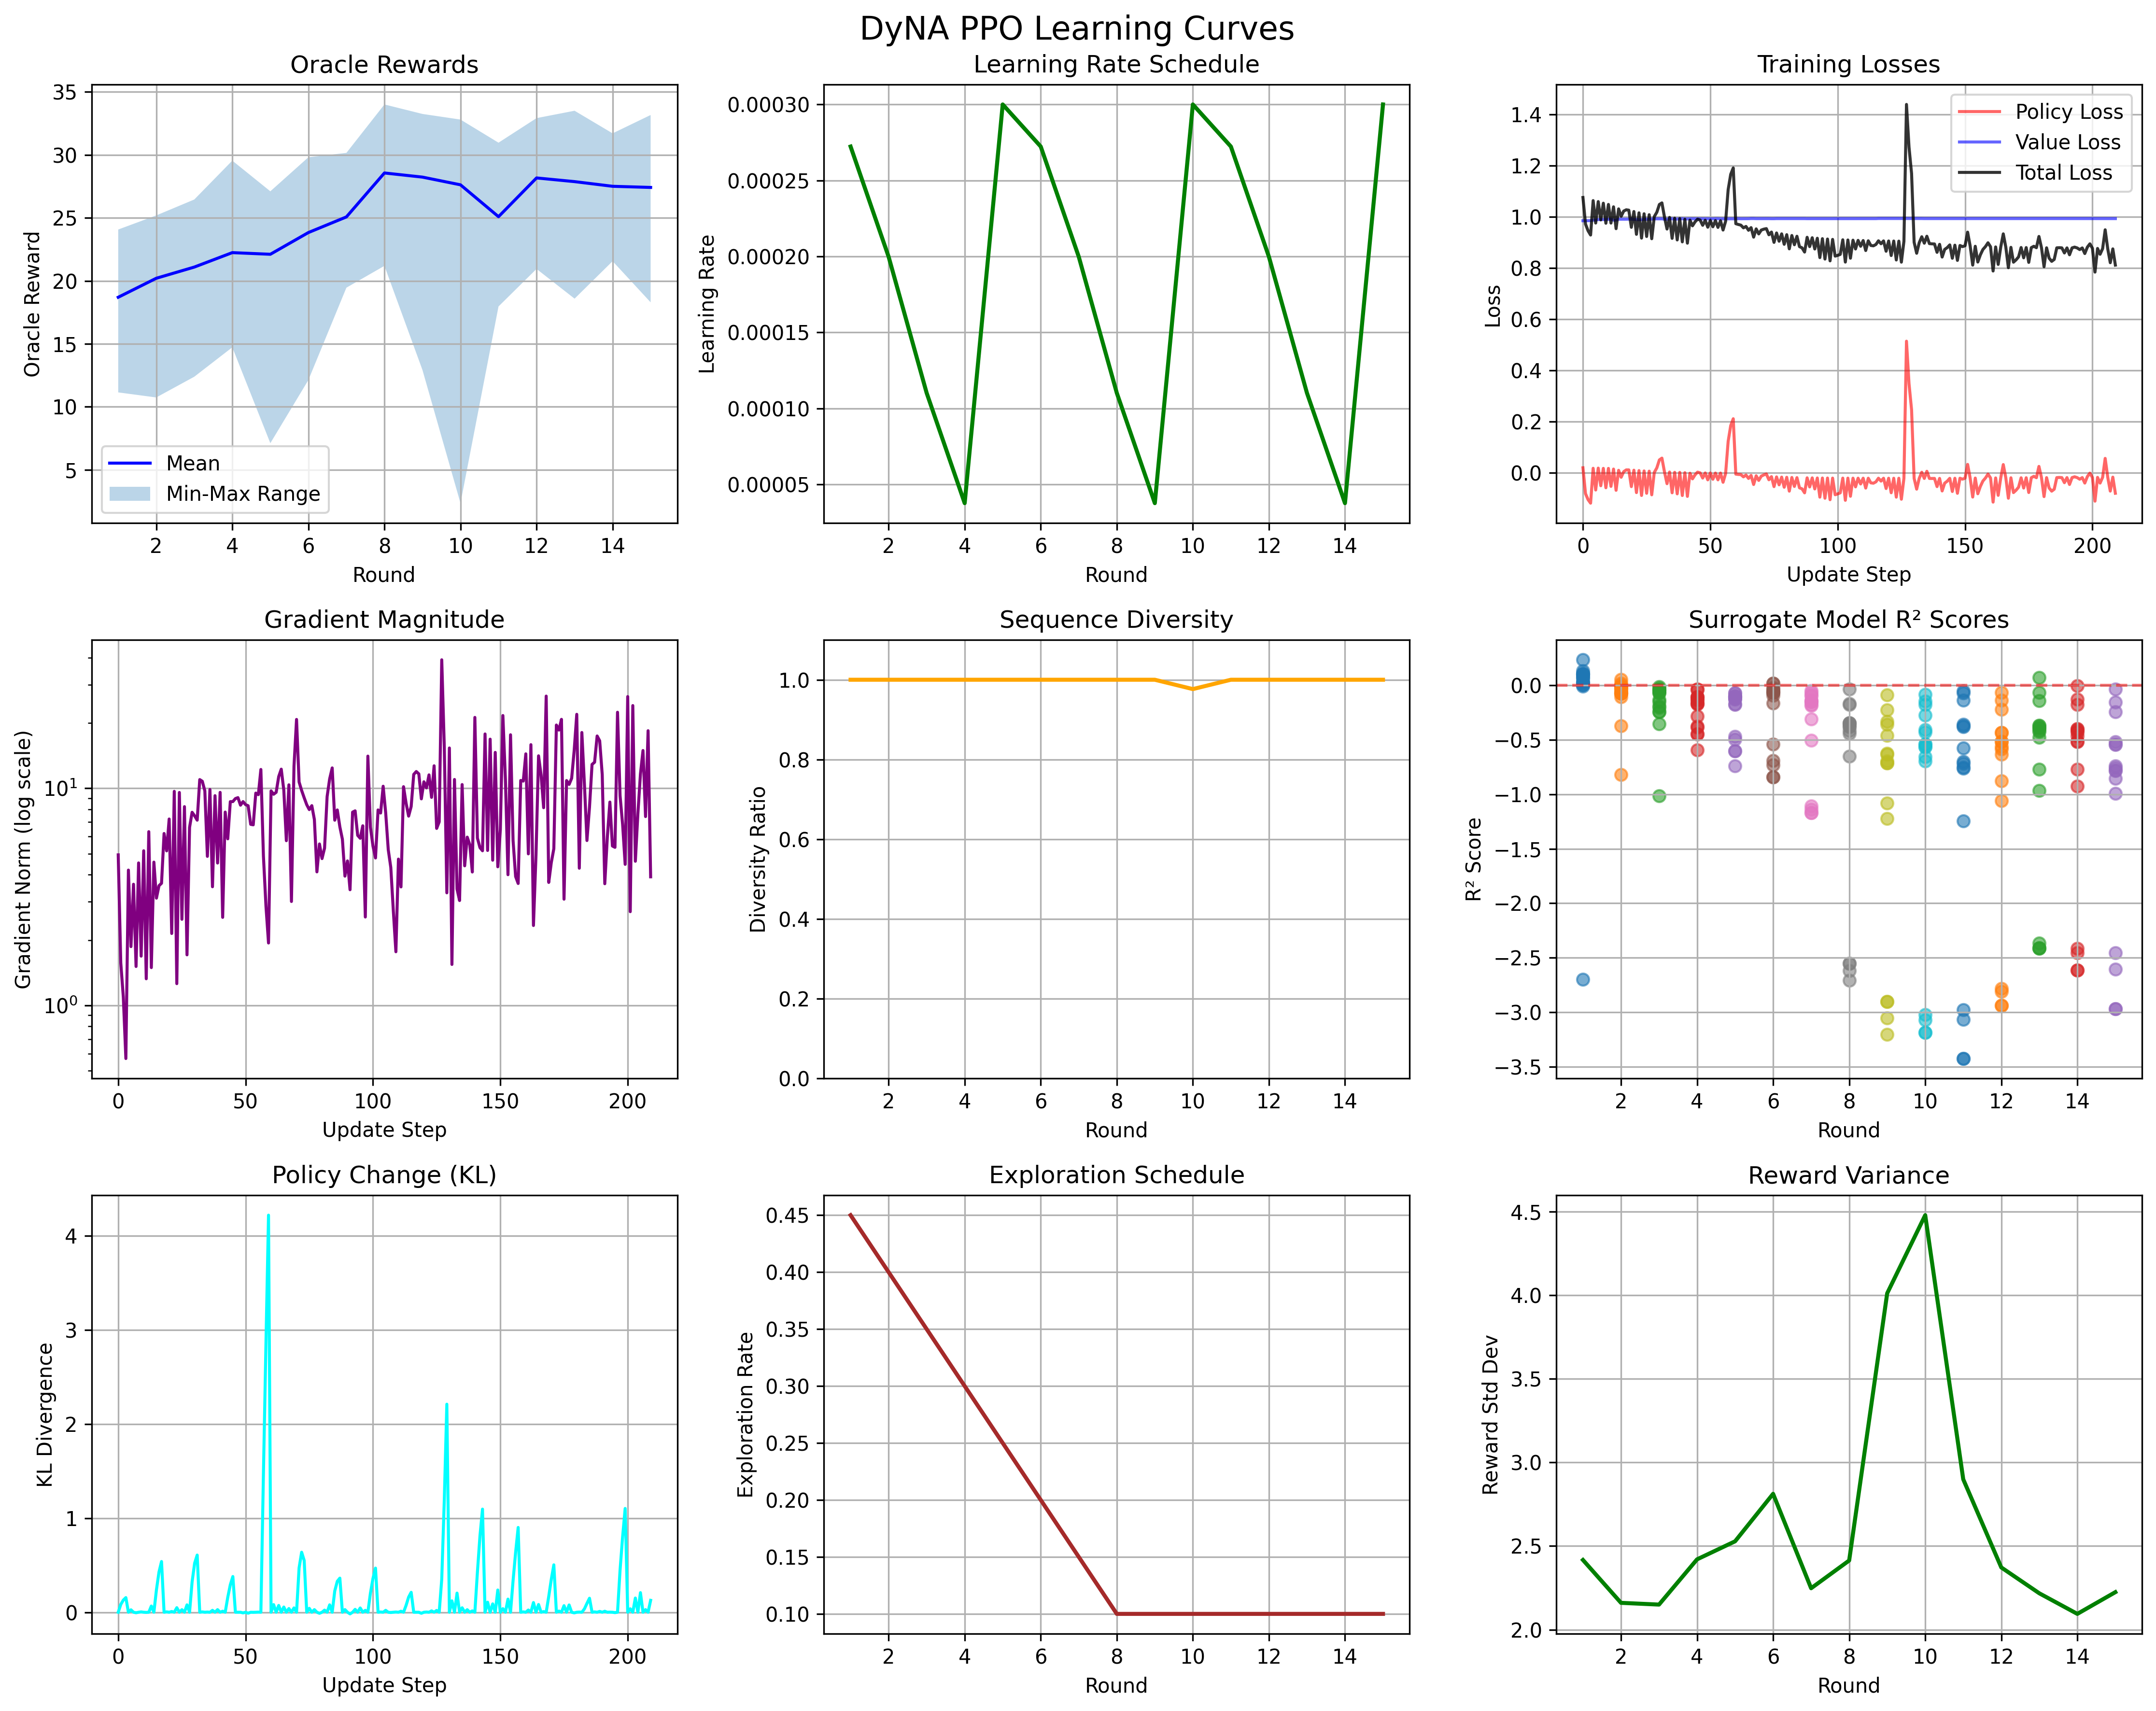 DyNA PPO Learning Curves
Oracle Rewards
35
30
25
20
15
10
5
Oracle Reward
Mean
Min-Max Range
2 4 6 8 10 12 14
Round
Learning Rate Schedule
0.00030
0.00025
0.00020
0.00015
0.00010
0.00005
Learning Rate
2 4 6 8 10 12 14
Round
Training Losses
1.4
1.2
1.0
0.8
0.6
0.4
0.2
0.0
Loss
Policy Loss
Value Loss
Total Loss
0 50 100 150 200
Update Step
Gradient Magnitude
10¹
10⁰
Gradient Norm (log scale)
0 50 100 150 200
Update Step
Sequence Diversity
1.0
0.8
0.6
0.4
0.2
0.0
Diversity Ratio
2 4 6 8 10 12 14
Round
Surrogate Model R² Scores
0.0
−0.5
−1.0
−1.5
−2.0
−2.5
−3.0
−3.5
R² Score
2 4 6 8 10 12 14
Round
Policy Change (KL)
4
3
2
1
0
KL Divergence
0 50 100 150 200
Update Step
Exploration Schedule
0.45
0.40
0.35
0.30
0.25
0.20
0.15
0.10
Exploration Rate
2 4 6 8 10 12 14
Round
Reward Variance
4.5
4.0
3.5
3.0
2.5
2.0
Reward Std Dev
2 4 6 8 10 12 14
Round